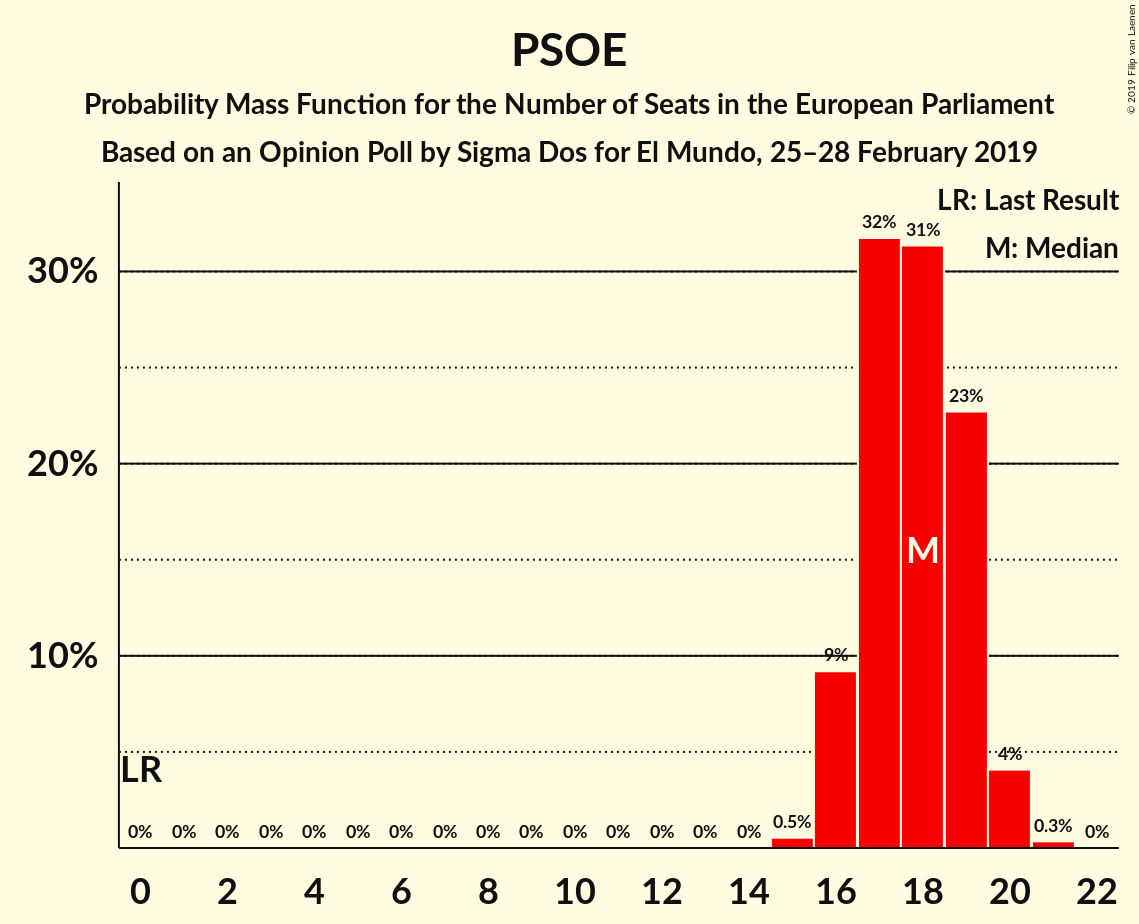 PSOE
Probability Mass Function for the Number of Seats in the European Parliament
Based on an Opinion Poll by Sigma Dos for El Mundo, 25–28 February 2019
© 2019 Filip van Laenen
LR: Last Result
M: Median
30%
20%
10%
32%
31%
23%
M
9%
4%
LR
0% 0% 0% 0% 0% 0% 0% 0% 0% 0% 0% 0% 0% 0% 0% 0.5% 0.3% 0%
0 2 4 6 8 10 12 14 16 18 20 22